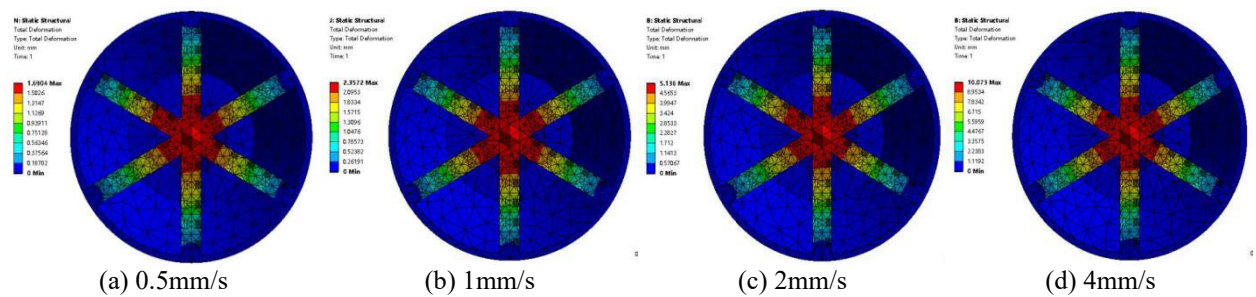 N: Static Structural
Total Deformation
Type: Total Deformation
Unit: mm
Time: 1
1.6904 Max
1.5026
1.3147
1.1269
0.93911
0.75128
0.56346
0.37564
0.18782
0 Min
(a) 0.5mm/s
J: Static Structural
Total Deformation
Type: Total Deformation
Unit: mm
Time: 1
2.3572 Max
2.0953
1.8334
1.5715
1.3096
1.0476
0.78573
0.52382
0.26191
0 Min
0
(b) 1mm/s
B: Static Structural
Total Deformation
Type: Total Deformation
Unit: mm
Time: 1
5.136 Max
4.5653
3.9947
3.424
2.8533
2.2827
1.712
1.1413
0.57067
0 Min
(c) 2mm/s
B: Static Structural
Total Deformation
Type: Total Deformation
Unit: mm
Time: 1
10.073 Max
8.9534
7.8342
6.715
5.5959
4.4767
3.3575
2.2383
1.1192
0 Min
0
(d) 4mm/s